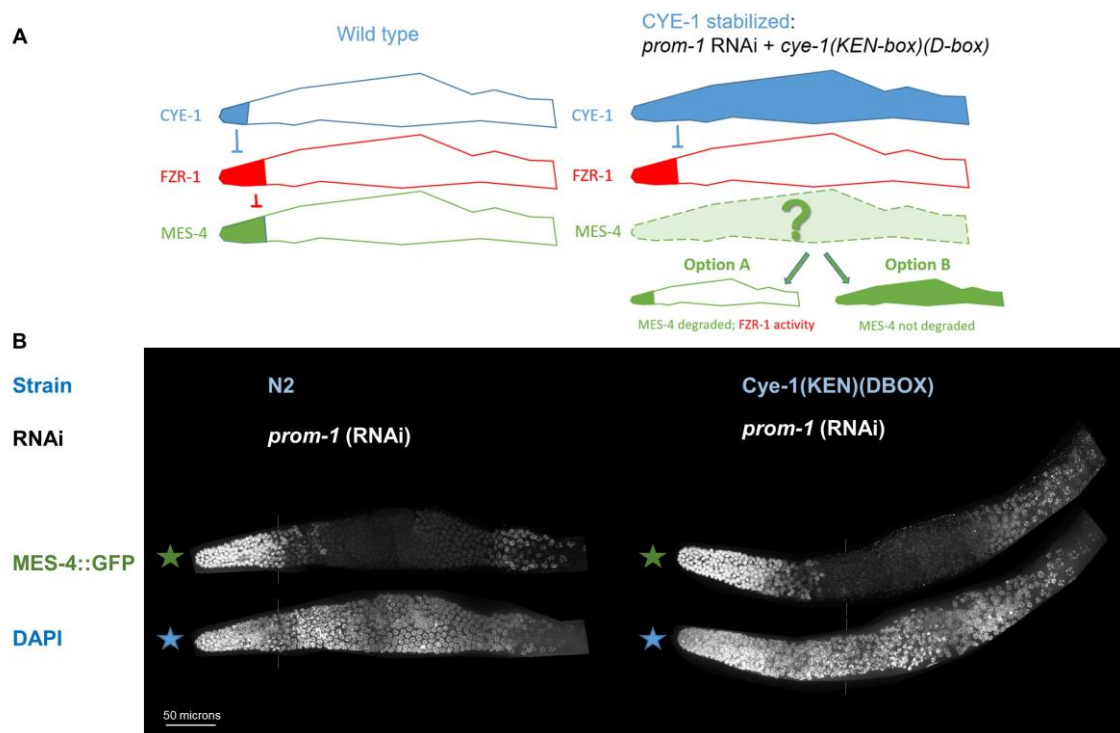 A
Wild type
CYE-1 stabilized:
prom-1 RNAi + cye-1(KEN-box)(D-box)
CYE-1
CYE-1
FZR-1
FZR-1
MES-4
MES-4
?
Option A
Option B
MES-4 degraded; FZR-1 activity
MES-4 not degraded
B
Strain
N2
Cye-1(KEN)(DBOX)
RNAi
prom-1 (RNAi)
prom-1 (RNAi)
MES-4::GFP
DAPI
50 microns